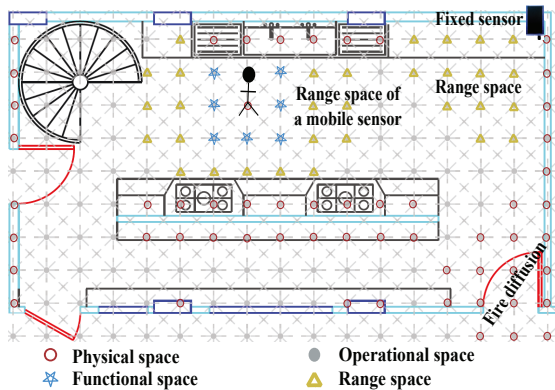 Fixed sensor
Range space of
a mobile sensor
Range space
Fire diffusion
Physical space
Operational space
Functional space
Range space